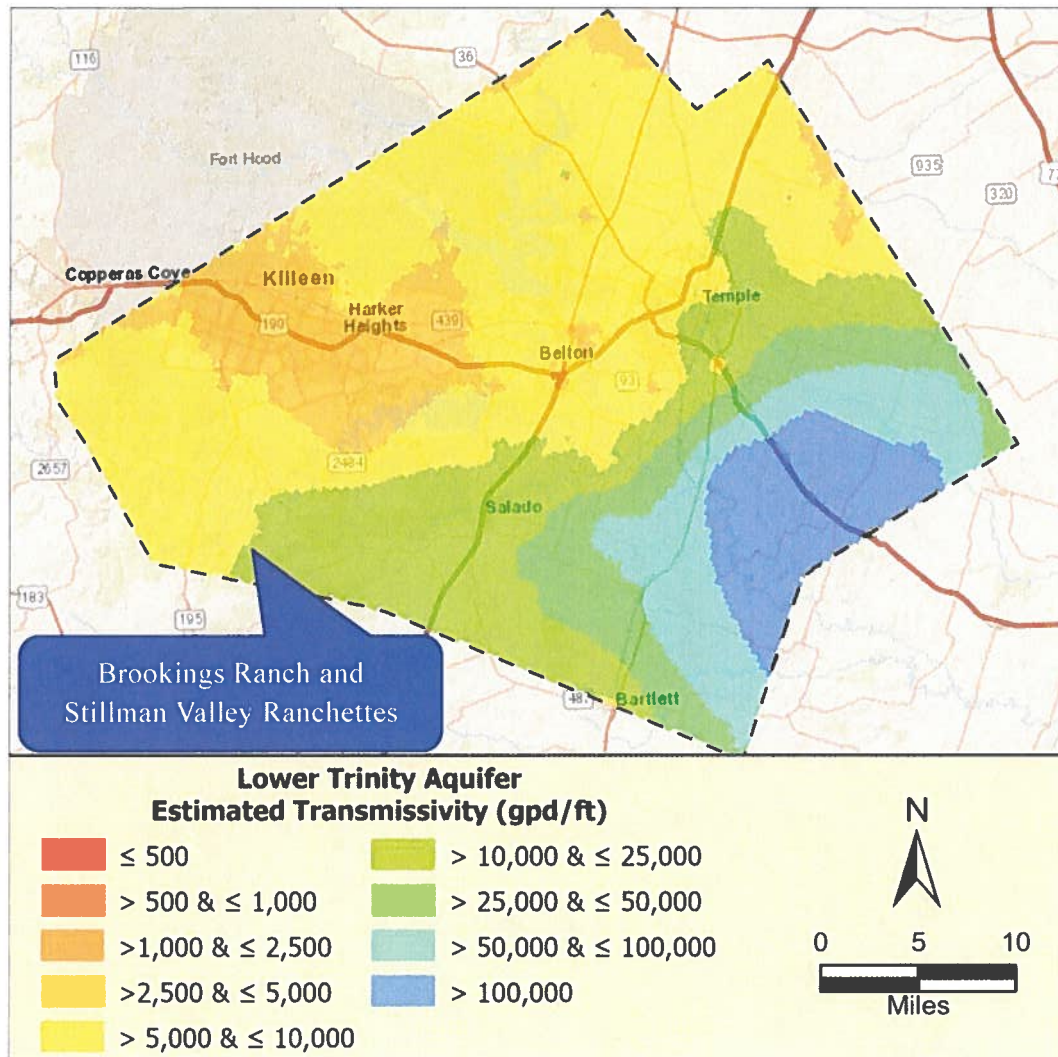 116
36
Fort Hood
935
77
320
Copperas Cove
Killeen
Temple
190
Harker
Heights
439
Belton
93
2657
2484
Salado
183
195
Brookings Ranch and
Stillman Valley Ranchettes
487
Bartlett
Lower Trinity Aquifer
Estimated Transmissivity (gpd/ft)
≤ 500
> 500 & ≤ 1,000
>1,000 & ≤ 2,500
>2,500 & ≤ 5,000
> 5,000 & ≤ 10,000
> 10,000 & ≤ 25,000
> 25,000 & ≤ 50,000
> 50,000 & ≤ 100,000
> 100,000
N
0 5 10
Miles